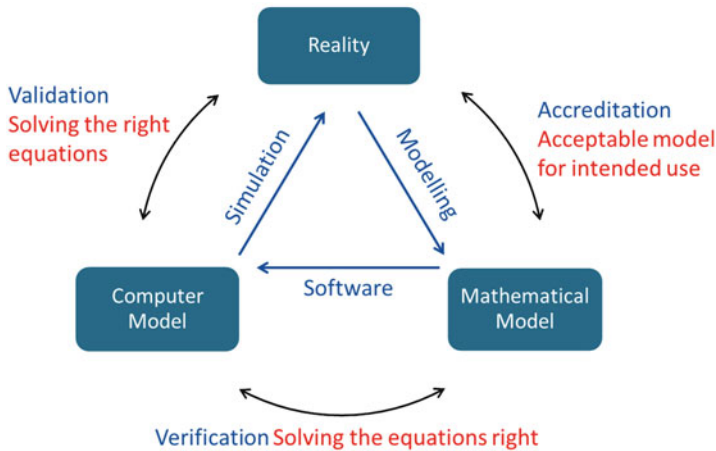 Reality
Validation
Solving the right
equations
Accreditation
Acceptable model
for intended use
Simulation
Modelling
Computer
Model
Software
Mathematical
Model
Verification Solving the equations right